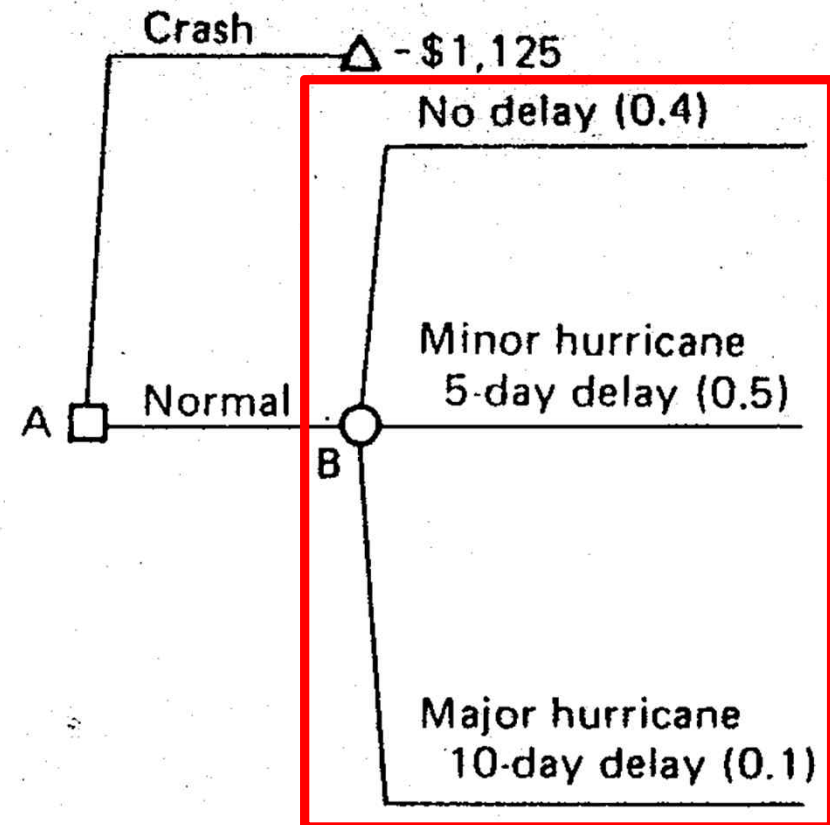 Crash
- $1,125
No delay (0.4)
Minor hurricane
5-day delay (0.5)
A
Normal
B
Major hurricane
10-day delay (0.1)